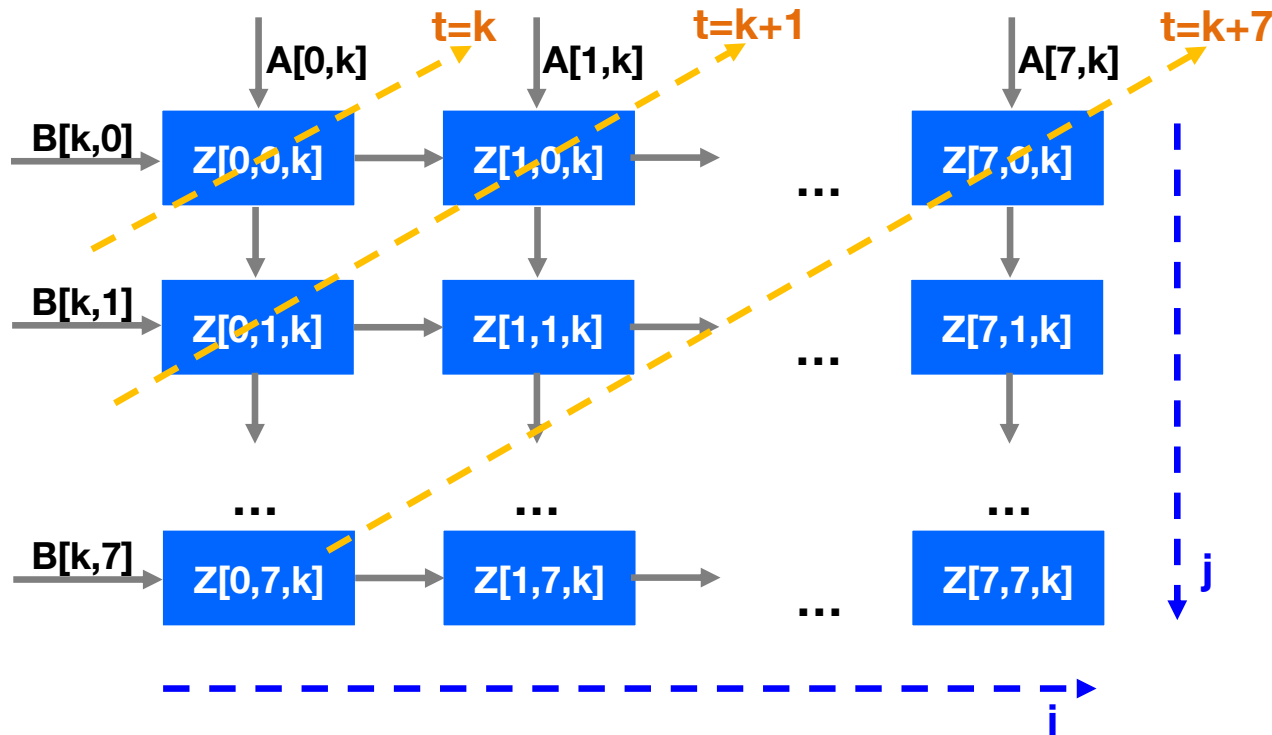 t=k t=k+1 t=k+7
A[0,k] A[1,k] A[7,k]
B[k,0] Z[0,0,k] Z[1,0,k] ... Z[7,0,k]
B[k,1] Z[0,1,k] Z[1,1,k] ... Z[7,1,k]
... ... ...
B[k,7] Z[0,7,k] Z[1,7,k] ... Z[7,7,k]
j
i